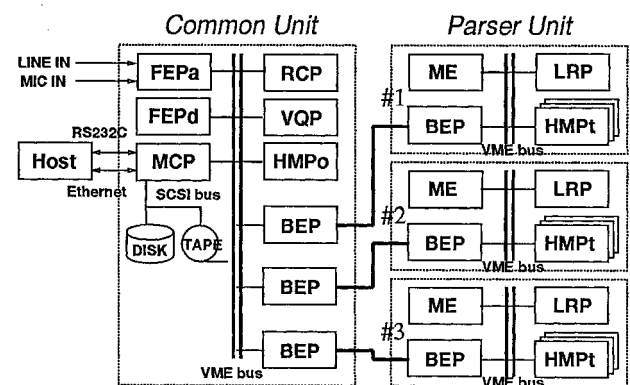 Common Unit
Parser Unit
LINE IN
MIC IN
FEPa
RCP
FEPd
VQP
RS232C
Host
MCP
HMPo
Ethernet
SCSI bus
DISK
TAPE
BEP
BEP
BEP
VME bus
#1
ME
LRP
BEP
HMPt
VME bus
#2
ME
LRP
BEP
HMPt
VME bus
#3
ME
LRP
BEP
HMPt
VME bus